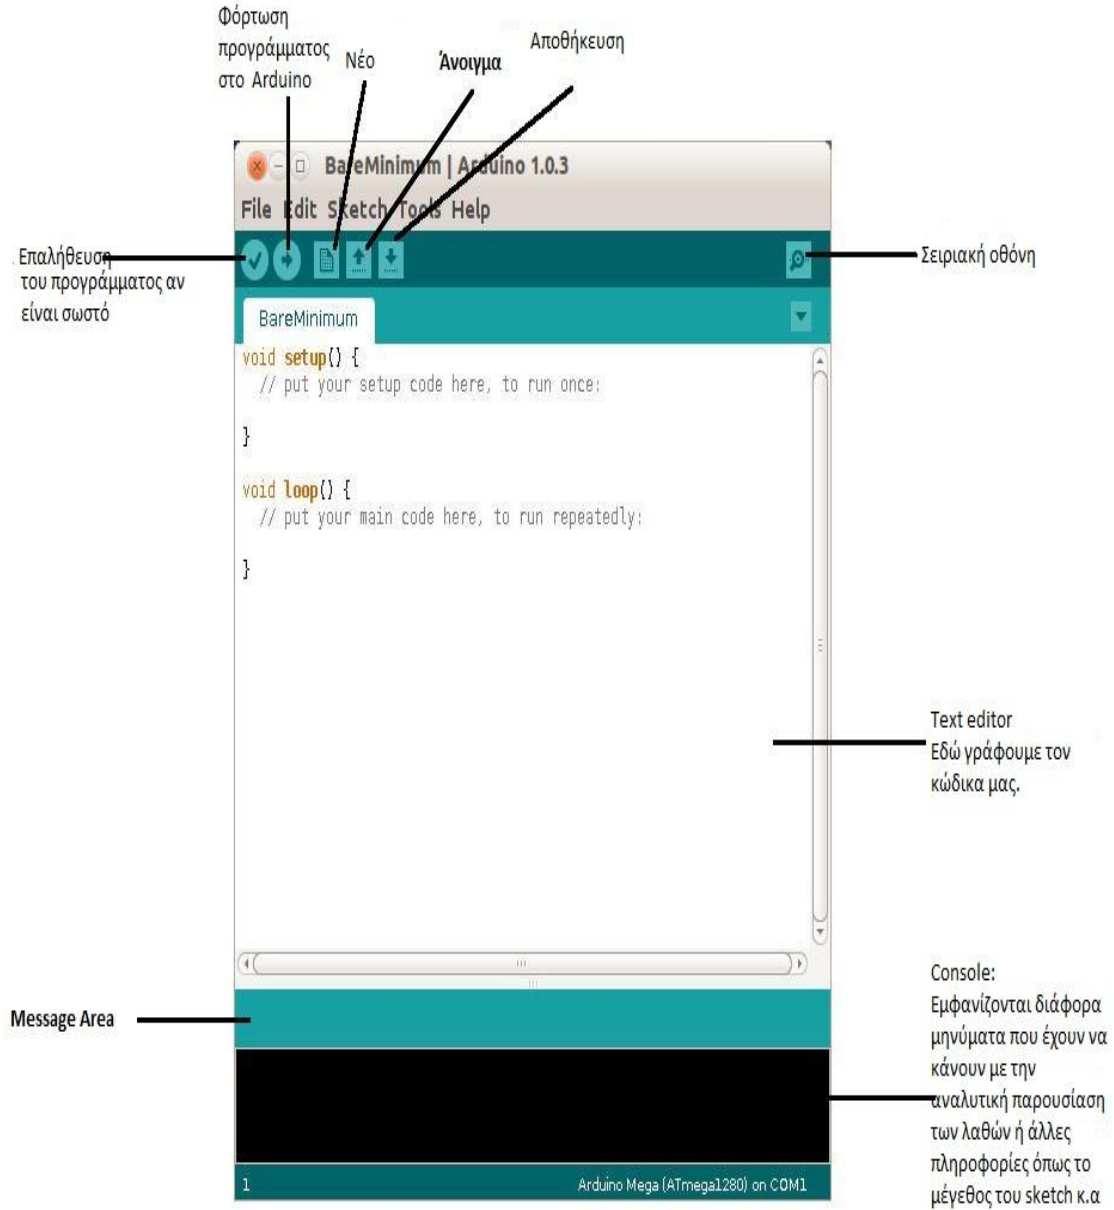 Φόρτωση
προγράμματος
στο Arduino
Νέο
Άνοιγμα
Αποθήκευση
BareMinimum | Arduino 1.0.3
File Edit Sketch Tools Help
Επαλήθευση
του προγράμματος αν
είναι σωστό
Σειριακή οθόνη
BareMinimum
void setup() {
// put your setup code here, to run once:
}
void loop() {
// put your main code here, to run repeatedly:
}
Text editor
Εδώ γράφουμε τον
κώδικα μας.
Message Area
Console:
Εμφανίζονται διάφορα
μηνύματα που έχουν να
κάνουν με την
αναλυτική παρουσίαση
των λαθών ή άλλες
πληροφορίες όπως το
μέγεθος του sketch κ.α
1
Arduino Mega (ATmega1280) on COM1